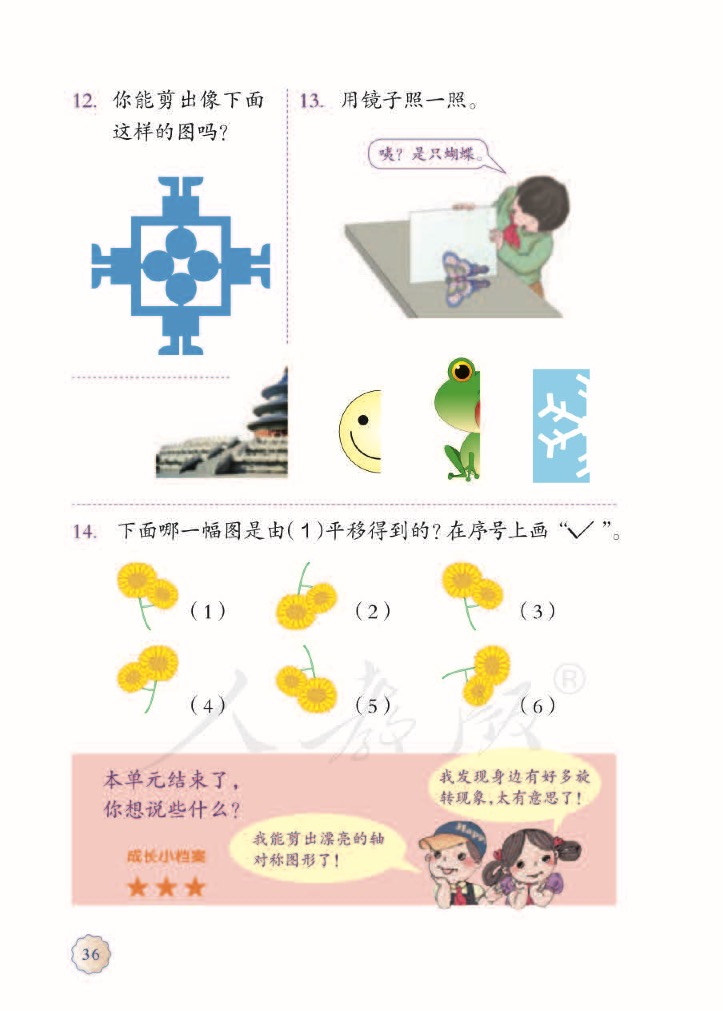 12. 你能剪出像下面
这样的图吗？
13. 用镜子照一照。
咦？是只蝴蝶。
14. 下面哪一幅图是由(1)平移得到的？在序号上画“✓”。
(1)
(2)
(3)
(4)
(5)
(6)
人教版®
本单元结束了，
你想说些什么？
成长小档案
我能剪出漂亮的轴
对称图形了！
我发现身边有好多旋
转现象，太有意思了！
36